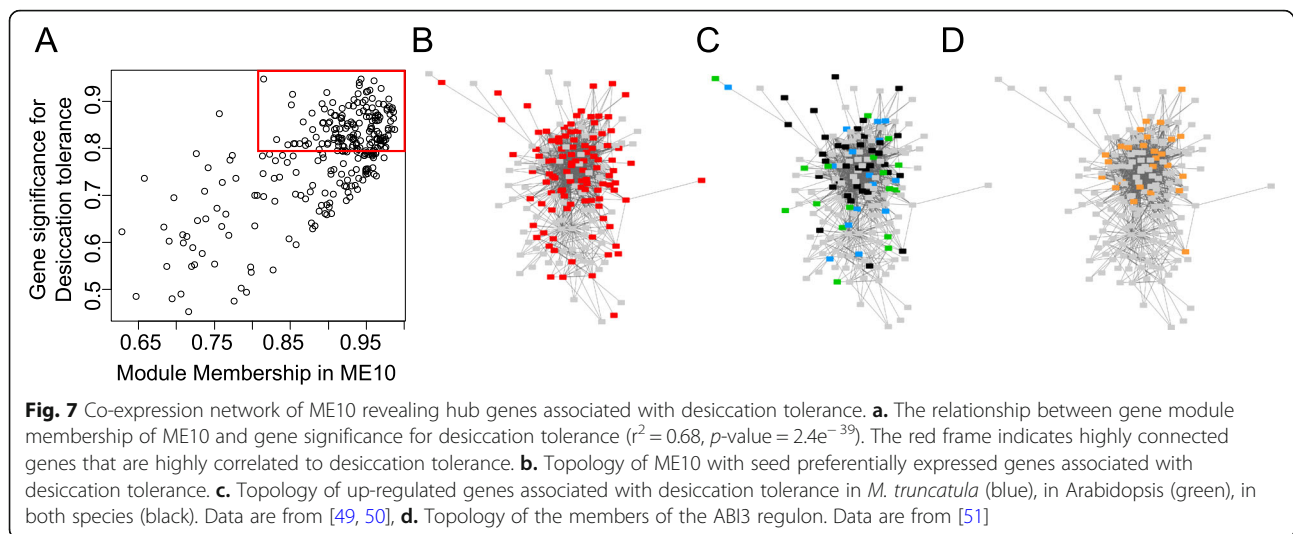 A B C D
Gene significance for
Desiccation tolerance
0.5 0.6 0.7 0.8 0.9
0.65 0.75 0.85 0.95
Module Membership in ME10
Fig. 7 Co-expression network of ME10 revealing hub genes associated with desiccation tolerance. a. The relationship between gene module
membership of ME10 and gene significance for desiccation tolerance (r² = 0.68, p-value = 2.4e⁻ ³⁹). The red frame indicates highly connected
genes that are highly correlated to desiccation tolerance. b. Topology of ME10 with seed preferentially expressed genes associated with
desiccation tolerance. c. Topology of up-regulated genes associated with desiccation tolerance in M. truncatula (blue), in Arabidopsis (green), in
both species (black). Data are from [49, 50], d. Topology of the members of the ABI3 regulon. Data are from [51]